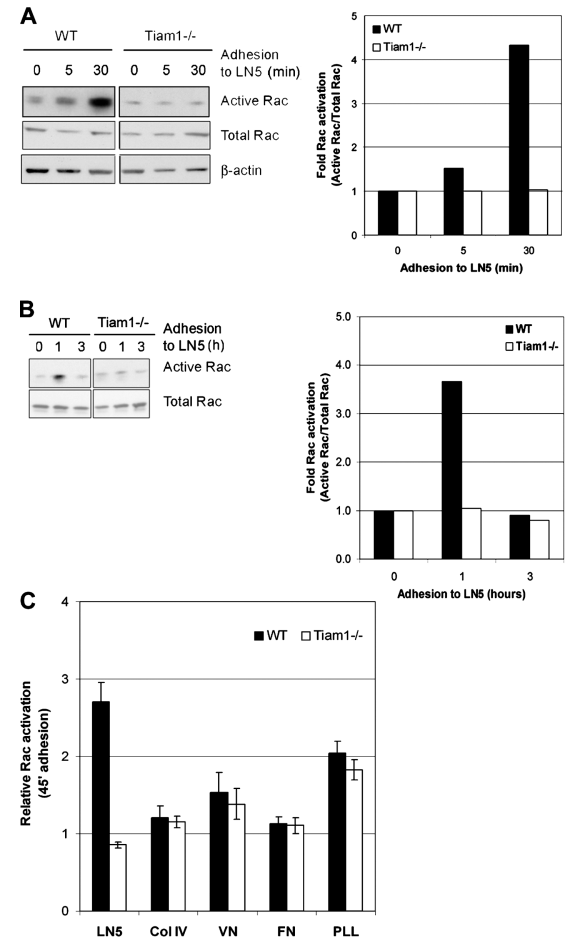 A
WT Tiam1-/-
Adhesion
to LN5 (min)
0 5 30 0 5 30
Active Rac
Total Rac
β-actin
Fold Rac activation
(Active Rac/Total Rac)
5
4
3
2
1
0
WT
Tiam1-/-
0 5 30
Adhesion to LN5 (min)
B
WT Tiam1-/-
Adhesion
to LN5 (h)
0 1 3 0 1 3
Active Rac
Total Rac
Fold Rac activation
(Active Rac/Total Rac)
5.0
4.0
3.0
2.0
1.0
0.0
WT
Tiam1-/-
0 1 3
Adhesion to LN5 (hours)
C
Relative Rac activation
(45' adhesion)
4
3
2
1
0
WT Tiam1-/-
LN5 Col IV VN FN PLL